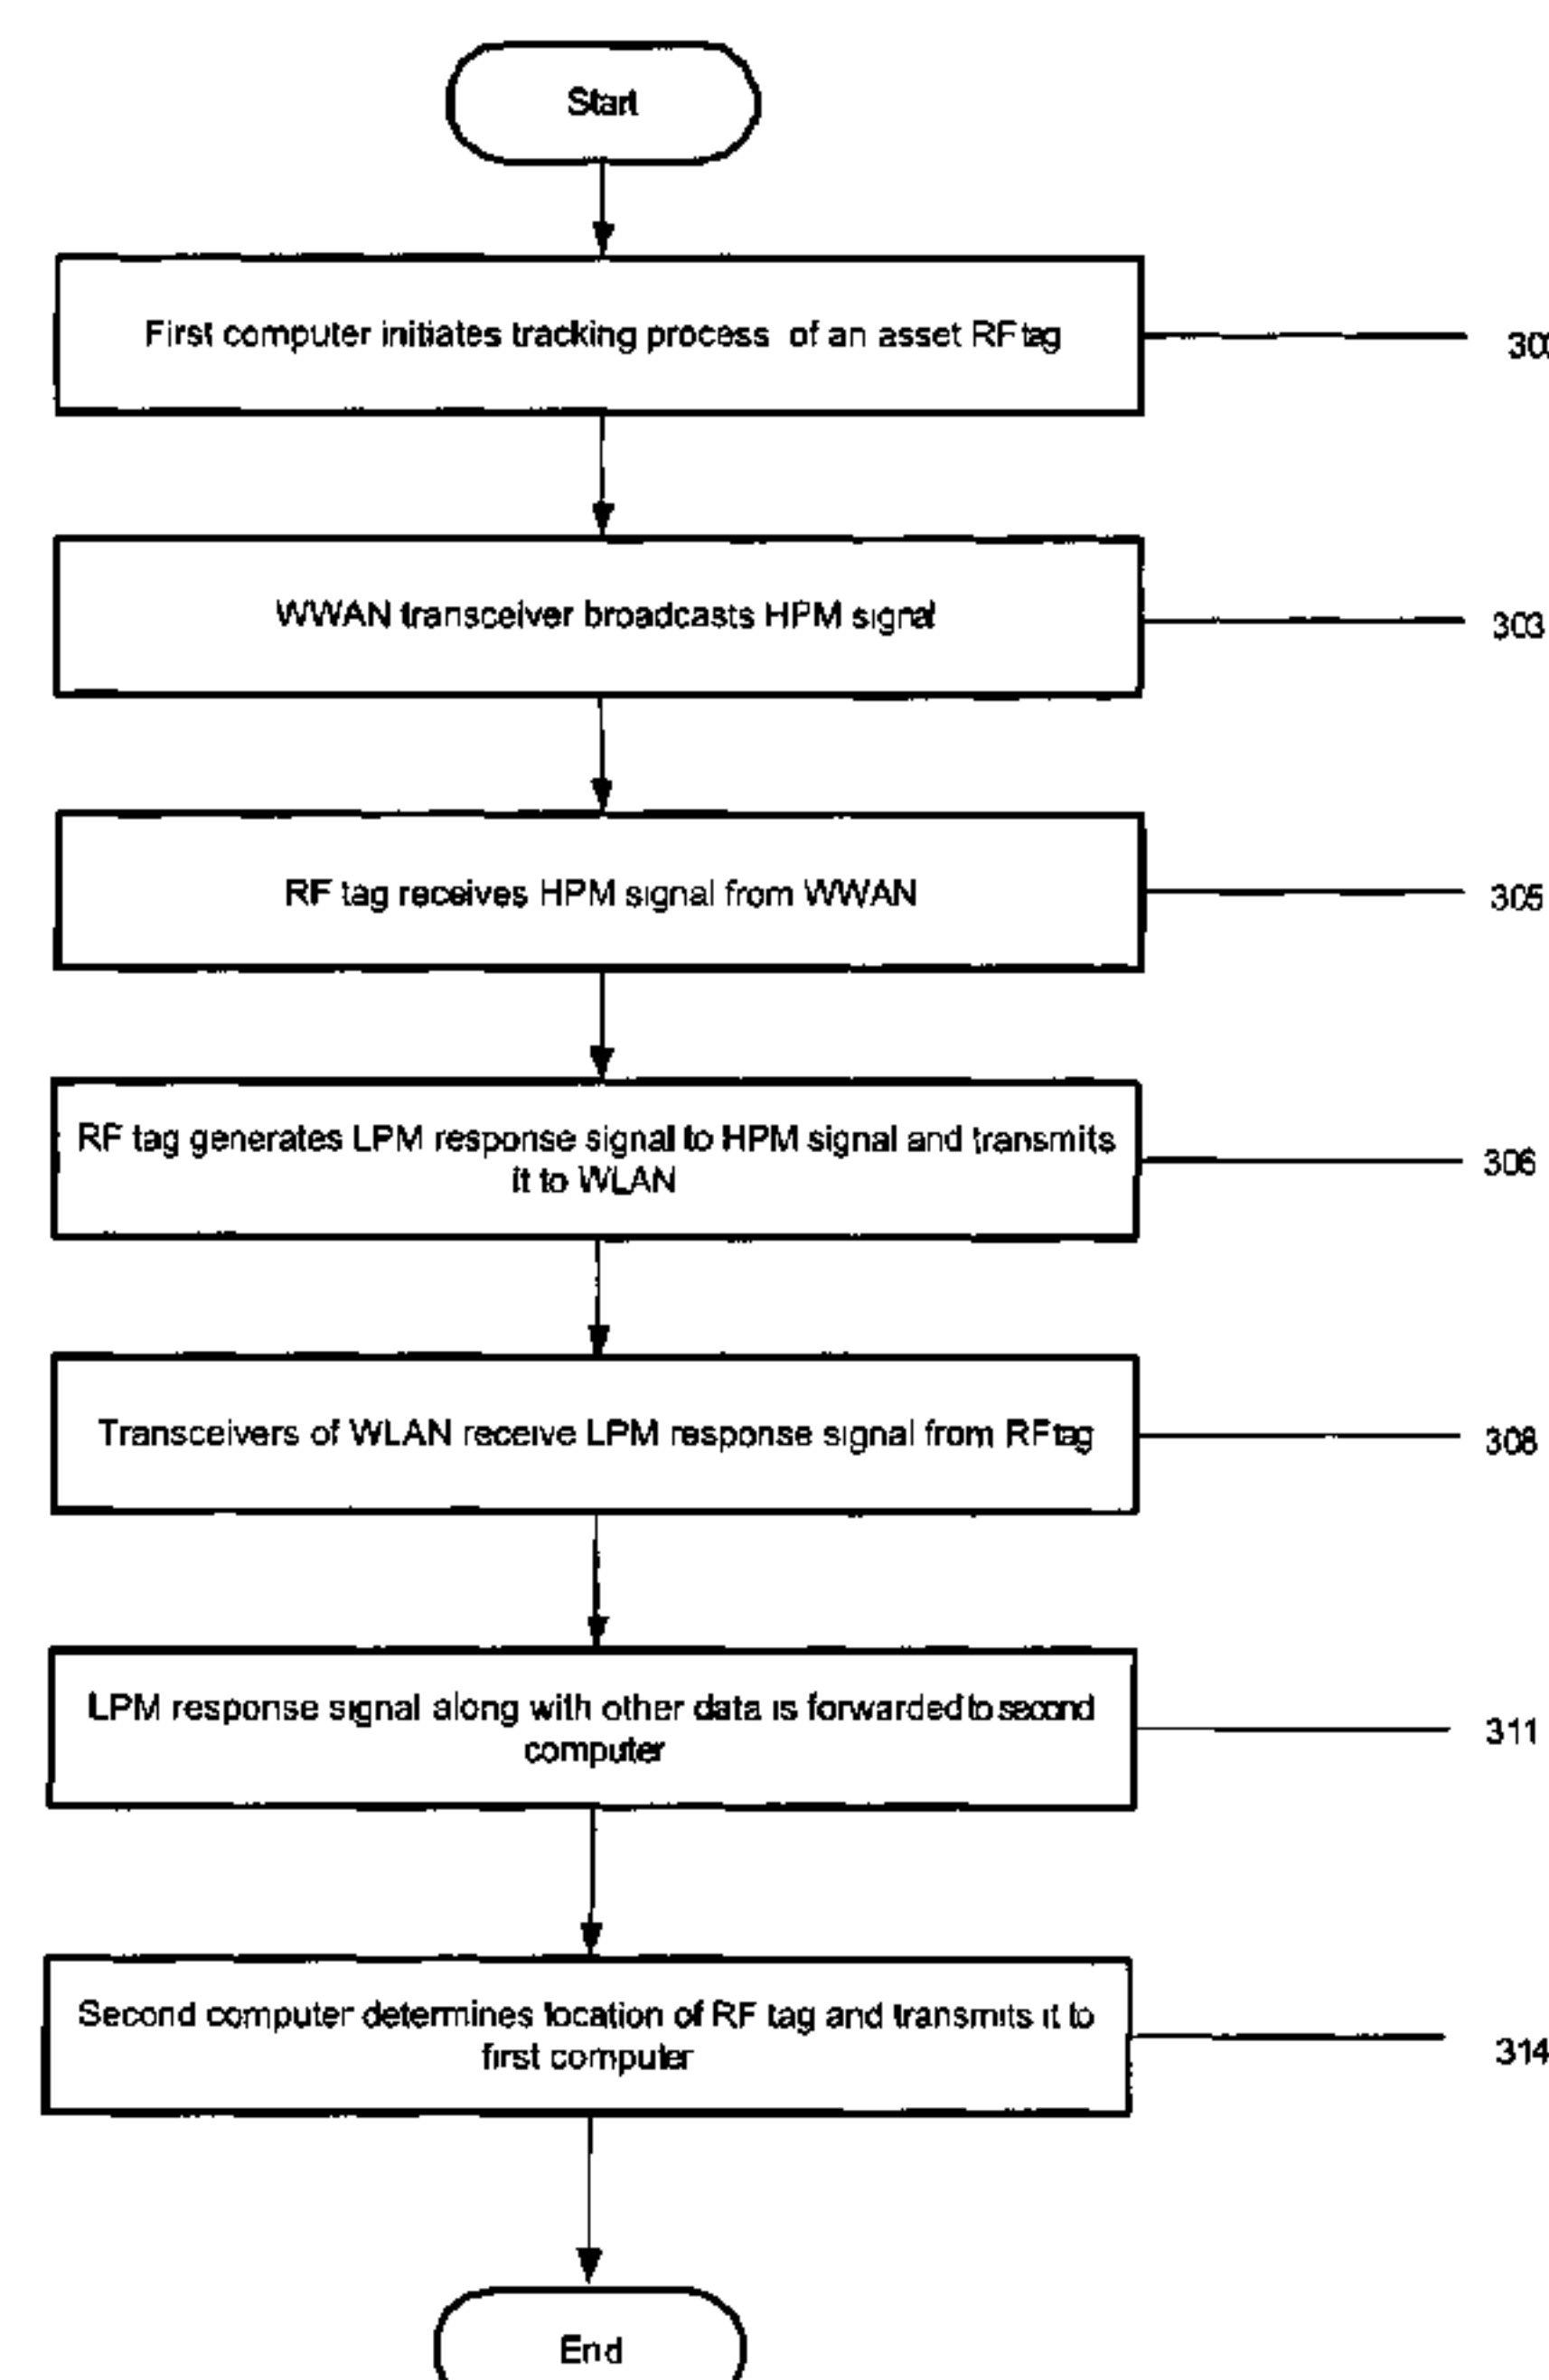 Start
First computer initiates tracking process of an asset RF tag
300
WWAN transceiver broadcasts HPM signal
303
RF tag receives HPM signal from WWAN
305
RF tag generates LPM response signal to HPM signal and transmits
it to WLAN
306
Transceivers of WLAN receive LPM response signal from RF tag
308
LPM response signal along with other data is forwarded to second
computer
311
Second computer determines location of RF tag and transmits it to
first computer
314
End